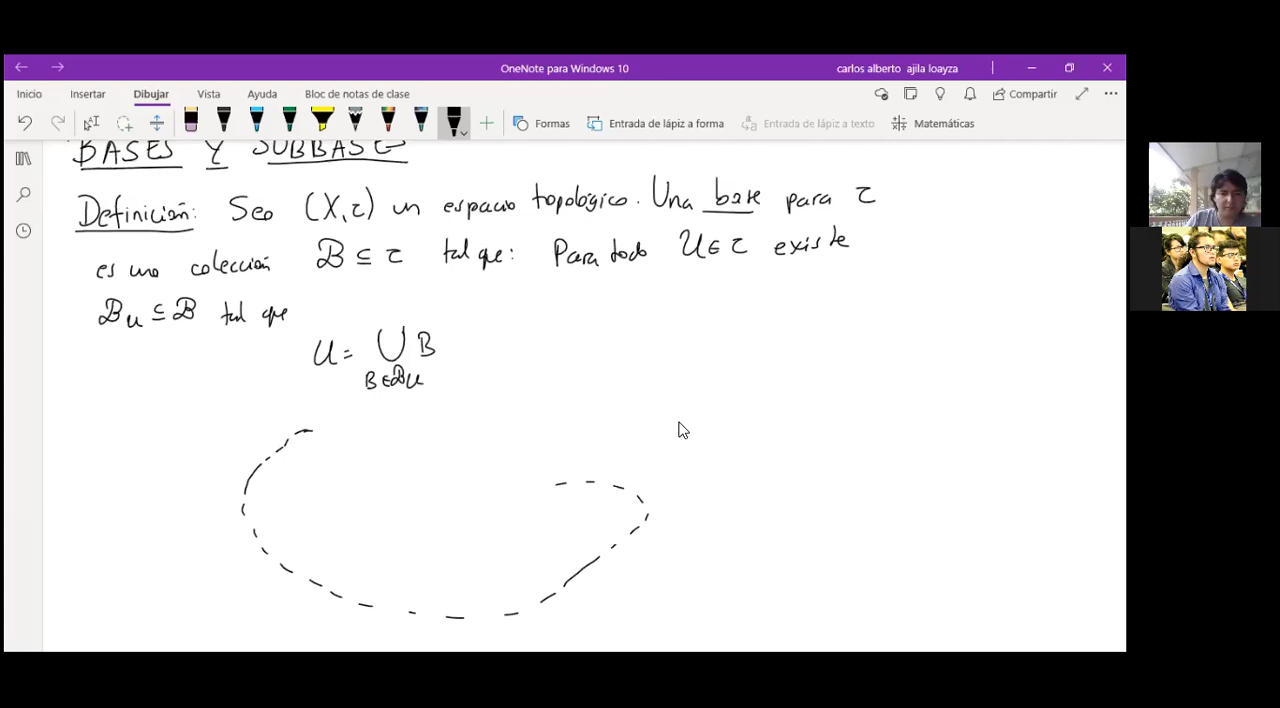 OneNote para Windows 10
carlos alberto ajila loayza
Inicio Insertar Dibujar Vista Ayuda Bloc de notas de clase
Compartir
Formas Entrada de lápiz a forma Entrada de lápiz a texto Matemáticas
BASES Y SUBBASES
Definición: Sea (X,τ) un espacio topológico. Una base para τ
es una colección ℬ ⊆ τ tal que: Para todo U ∈ τ existe
ℬu ⊆ ℬ tal que
U = ⋃ B
B∈ℬu